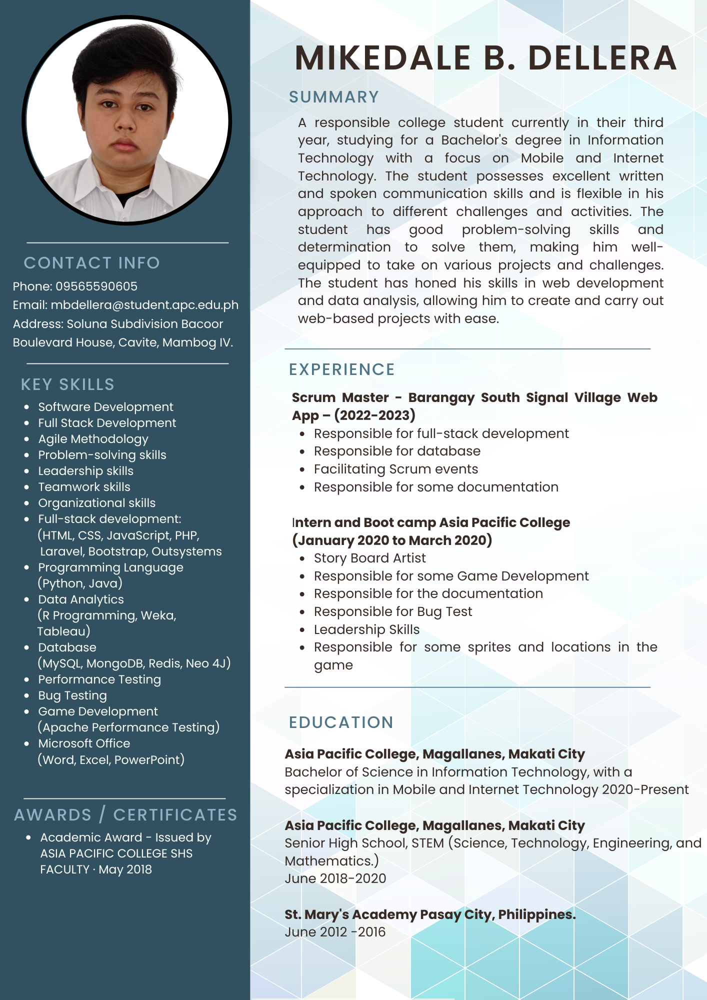 MIKEDALE B. DELLERA
SUMMARY
A responsible college student currently in their third
year, studying for a Bachelor's degree in Information
Technology with a focus on Mobile and Internet
Technology. The student possesses excellent written
and spoken communication skills and is flexible in his
approach to different challenges and activities. The
student has good problem-solving skills and
determination to solve them, making him well-
equipped to take on various projects and challenges.
The student has honed his skills in web development
and data analysis, allowing him to create and carry out
web-based projects with ease.
CONTACT INFO
Phone: 09565590605
Email: mbdellera@student.apc.edu.ph
Address: Soluna Subdivision Bacoor
Boulevard House, Cavite, Mambog IV.
KEY SKILLS
• Software Development
• Full Stack Development
• Agile Methodology
• Problem-solving skills
• Leadership skills
• Teamwork skills
• Organizational skills
• Full-stack development:
(HTML, CSS, JavaScript, PHP,
Laravel, Bootstrap, Outsystems
• Programming Language
(Python, Java)
• Data Analytics
(R Programming, Weka,
Tableau)
• Database
(MySQL, MongoDB, Redis, Neo 4J)
• Performance Testing
• Bug Testing
• Game Development
(Apache Performance Testing)
• Microsoft Office
(Word, Excel, PowerPoint)
AWARDS / CERTIFICATES
• Academic Award - Issued by
ASIA PACIFIC COLLEGE SHS
FACULTY · May 2018
EXPERIENCE
Scrum Master - Barangay South Signal Village Web
App – (2022-2023)
• Responsible for full-stack development
• Responsible for database
• Facilitating Scrum events
• Responsible for some documentation
Intern and Boot camp Asia Pacific College
(January 2020 to March 2020)
• Story Board Artist
• Responsible for some Game Development
• Responsible for the documentation
• Responsible for Bug Test
• Leadership Skills
• Responsible for some sprites and locations in the
game
EDUCATION
Asia Pacific College, Magallanes, Makati City
Bachelor of Science in Information Technology, with a
specialization in Mobile and Internet Technology 2020-Present
Asia Pacific College, Magallanes, Makati City
Senior High School, STEM (Science, Technology, Engineering, and
Mathematics.)
June 2018-2020
St. Mary's Academy Pasay City, Philippines.
June 2012 -2016